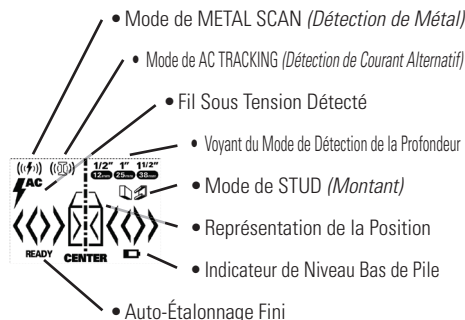 • Mode de METAL SCAN (Détection de Métal)
• Mode de AC TRACKING (Détection de Courant Alternatif)
• Fil Sous Tension Détecté
• Voyant du Mode de Détection de la Profondeur
1/2" 1" 1 1/2"
12mm 25mm 38mm
AC
• Mode de STUD (Montant)
• Représentation de la Position
READY CENTER
• Indicateur de Niveau Bas de Pile
• Auto-Étalonnage Fini